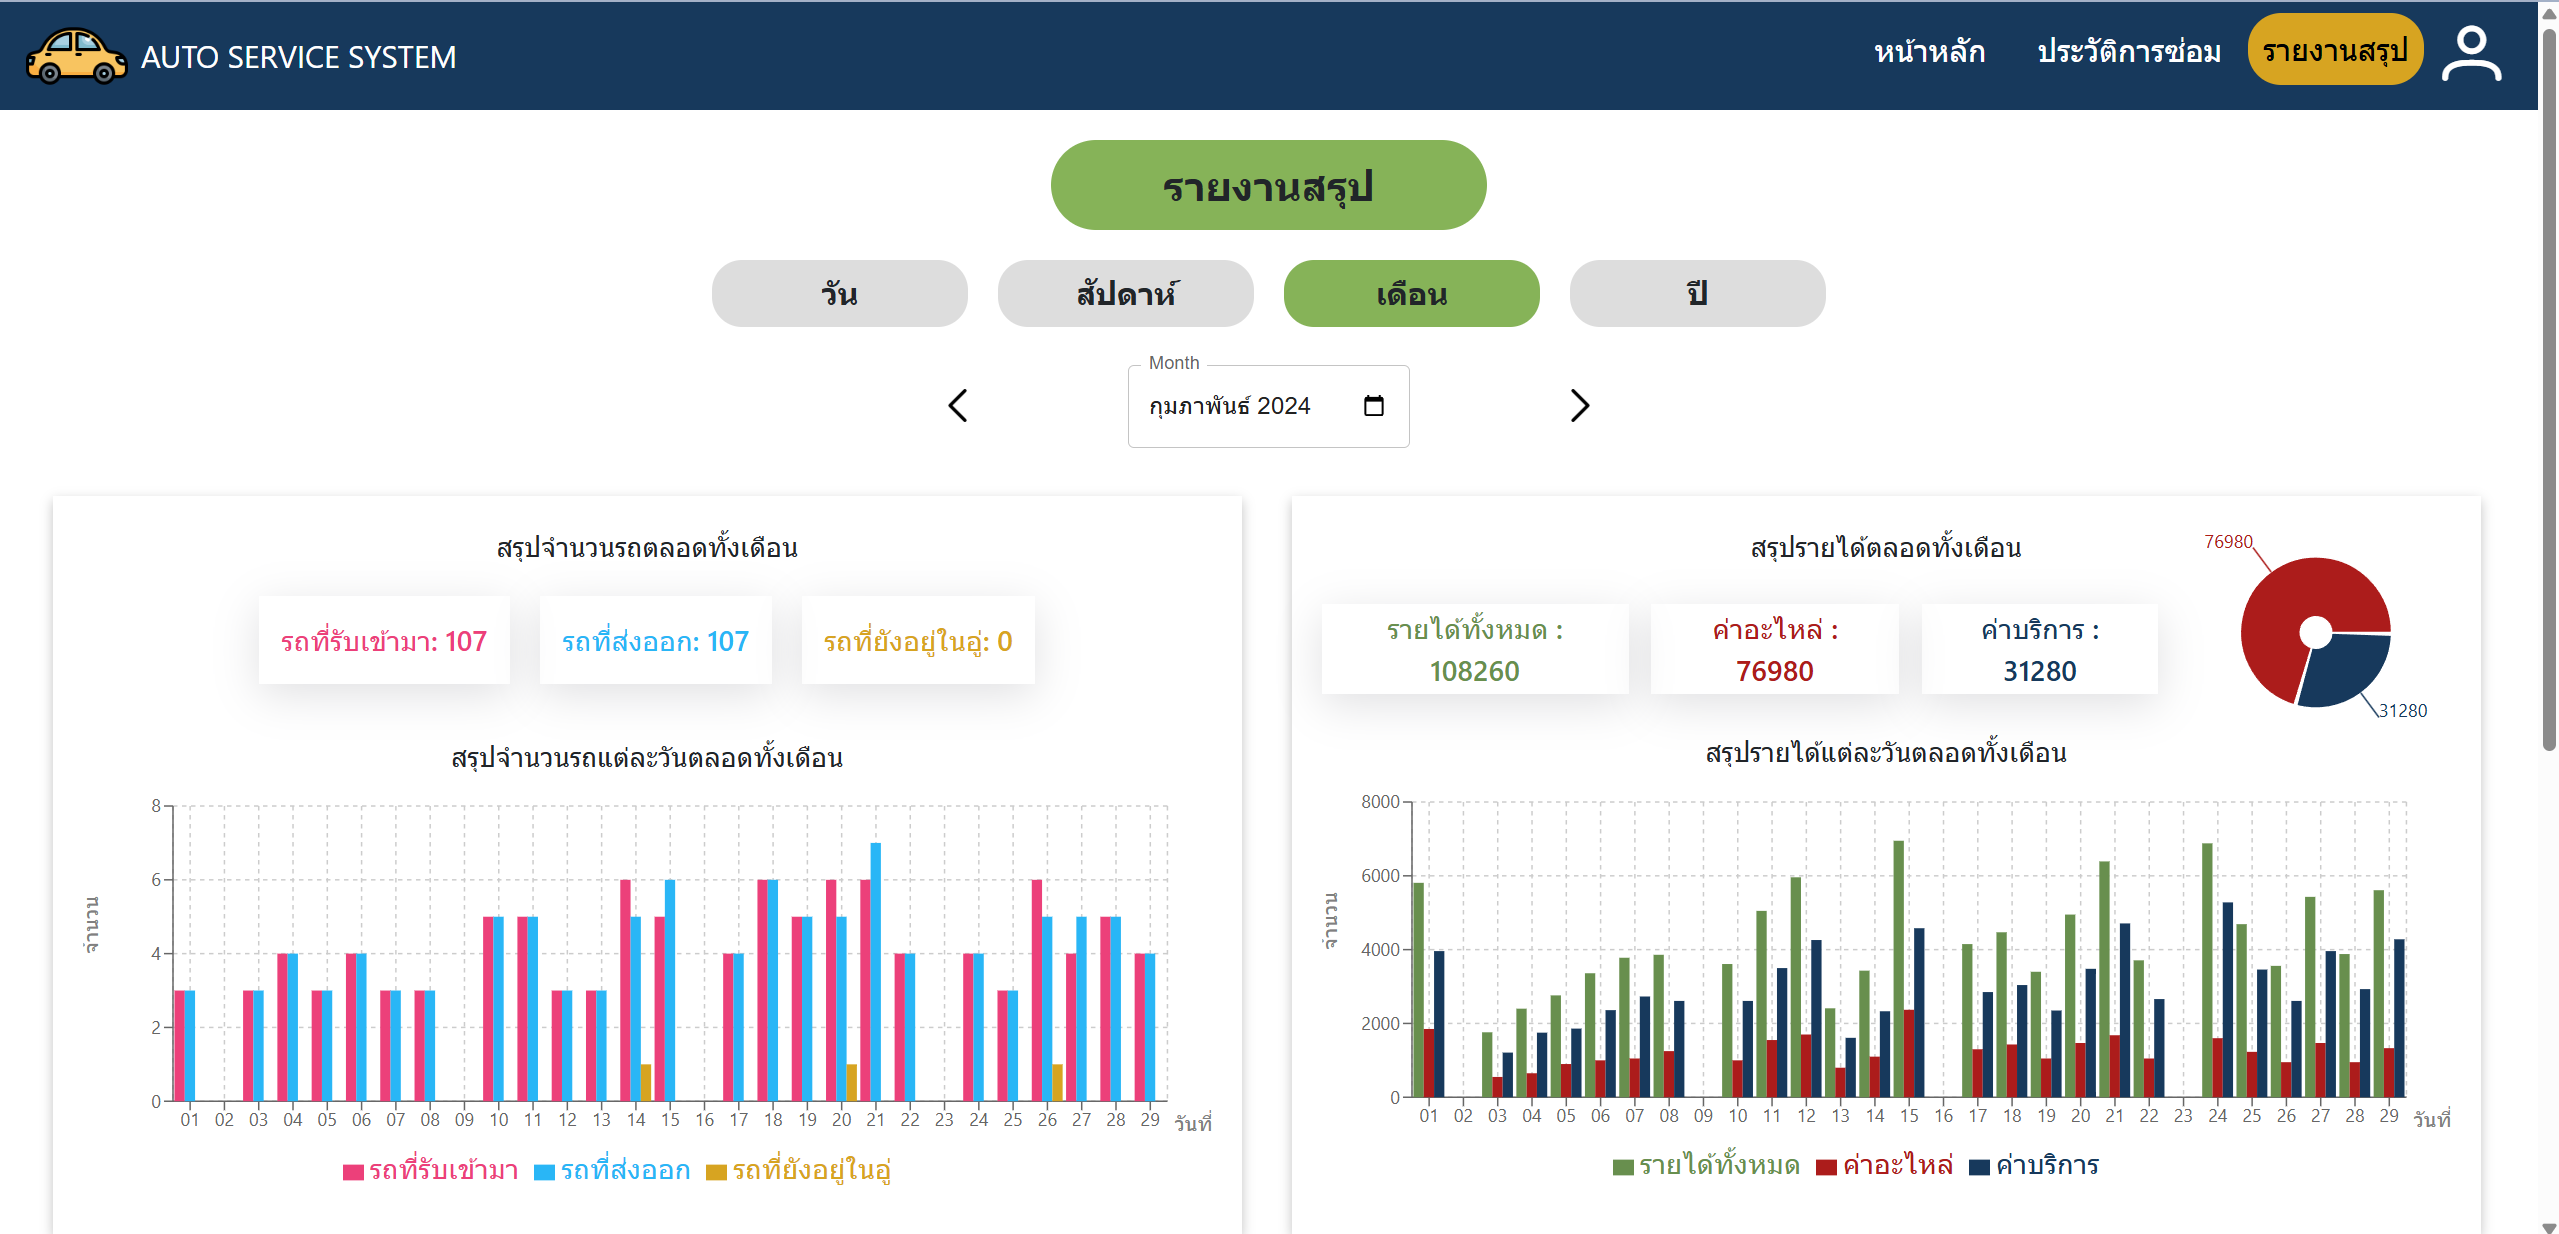 AUTO SERVICE SYSTEM
หน้าหลัก
ประวัติการซ่อม
รายงานสรุป
รายงานสรุป
วัน
สัปดาห์
เดือน
ปี
Month
กุมภาพันธ์ 2024
สรุปจำนวนรถตลอดทั้งเดือน
รถที่รับเข้ามา: 107
รถที่ส่งออก: 107
รถที่ยังอยู่ในอู่: 0
สรุปจำนวนรถแต่ละวันตลอดทั้งเดือน
8
6
4
2
0
จำนวน
01 02 03 04 05 06 07 08 09 10 11 12 13 14 15 16 17 18 19 20 21 22 23 24 25 26 27 28 29
วันที่
รถที่รับเข้ามา
รถที่ส่งออก
รถที่ยังอยู่ในอู่
สรุปรายได้ตลอดทั้งเดือน
รายได้ทั้งหมด :
108260
ค่าอะไหล่ :
76980
ค่าบริการ :
31280
76980
31280
สรุปรายได้แต่ละวันตลอดทั้งเดือน
8000
6000
4000
2000
0
จำนวน
01 02 03 04 05 06 07 08 09 10 11 12 13 14 15 16 17 18 19 20 21 22 23 24 25 26 27 28 29
วันที่
รายได้ทั้งหมด
ค่าอะไหล่
ค่าบริการ